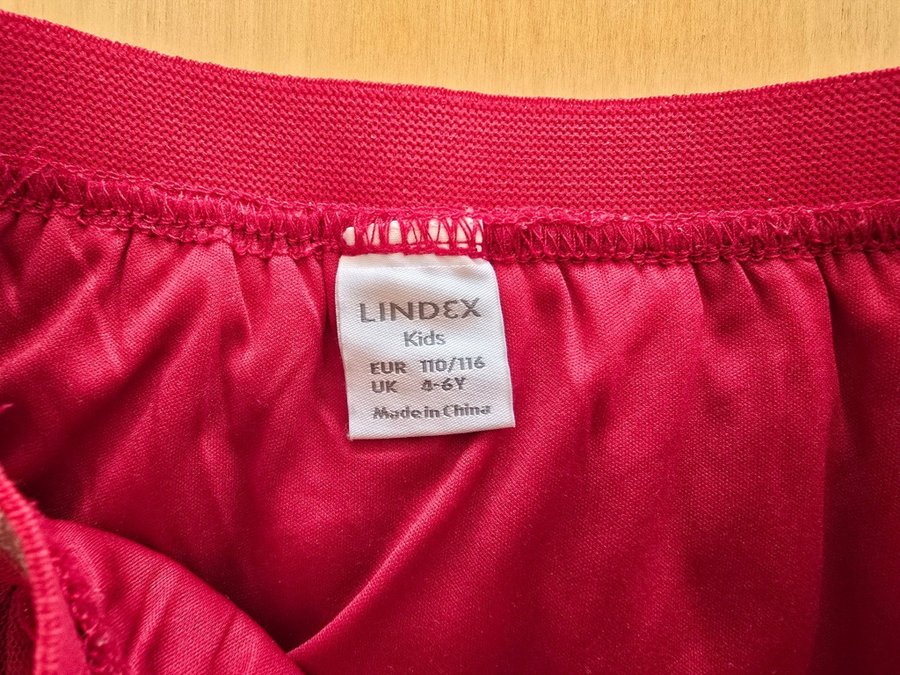 LINDEX
Kids
EUR 110/116
UK 4-6Y
Made in China